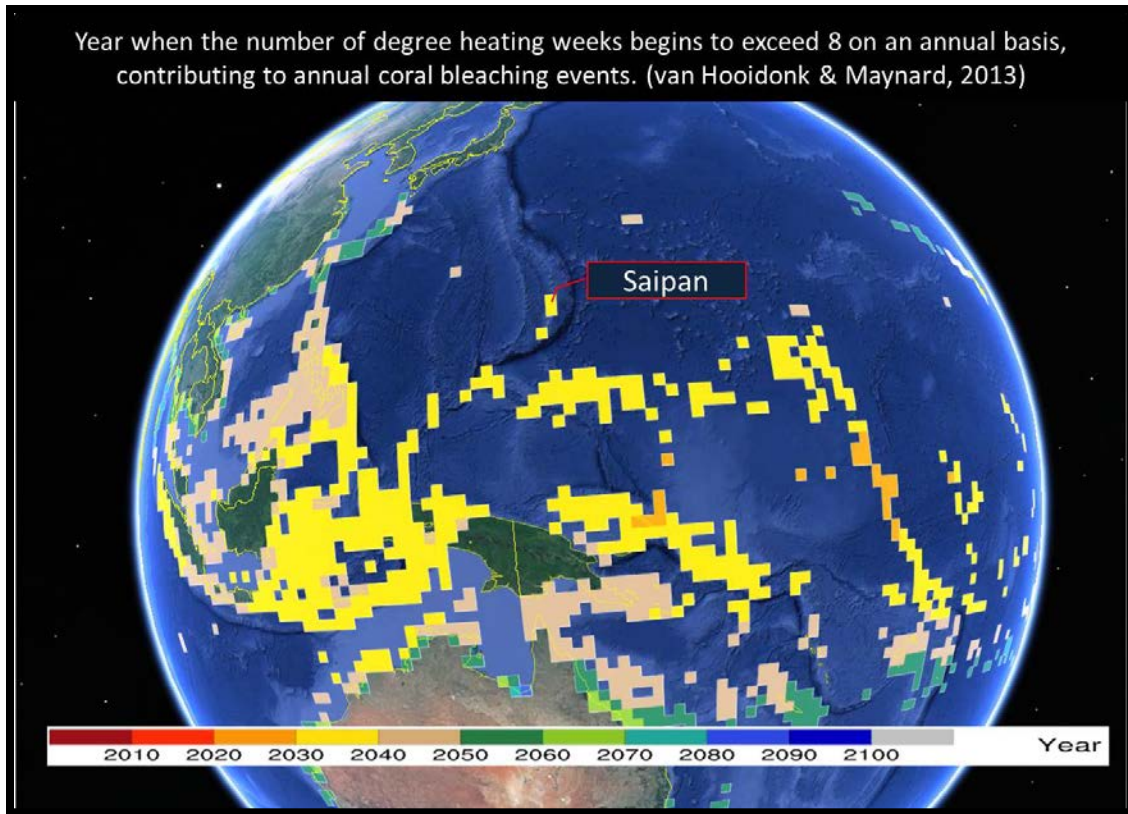 Year when the number of degree heating weeks begins to exceed 8 on an annual basis,
contributing to annual coral bleaching events. (van Hooidonk & Maynard, 2013)
Saipan
2010 2020 2030 2040 2050 2060 2070 2080 2090 2100 Year